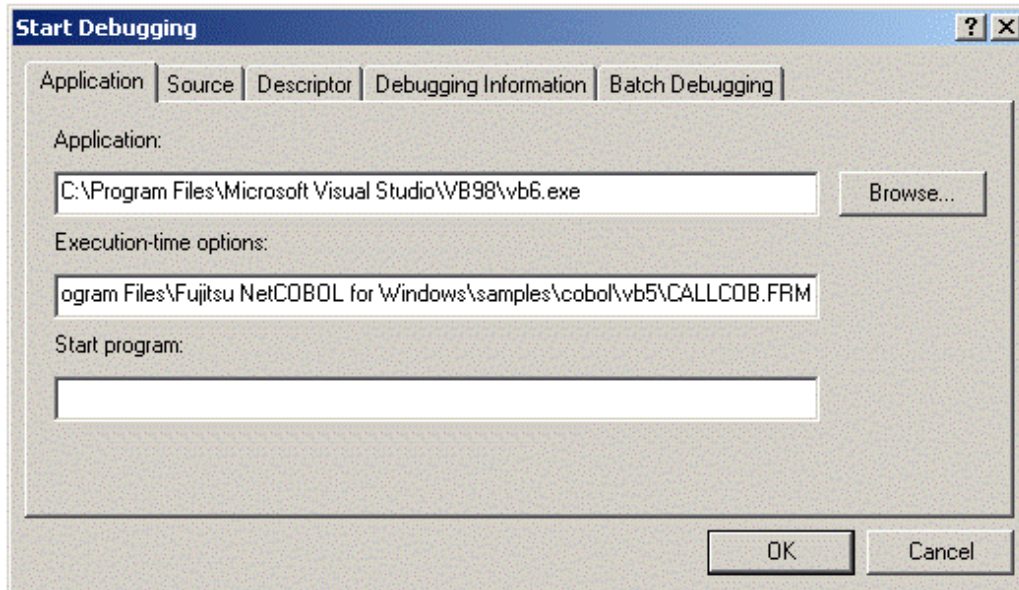 Start Debugging
Application Source Descriptor Debugging Information Batch Debugging
Application:
C:\Program Files\Microsoft Visual Studio\VB98\vb6.exe Browse...
Execution-time options:
ogram Files\Fujitsu NetCOBOL for Windows\samples\cobol\vb5\CALLCOB.FRM
Start program:
OK Cancel